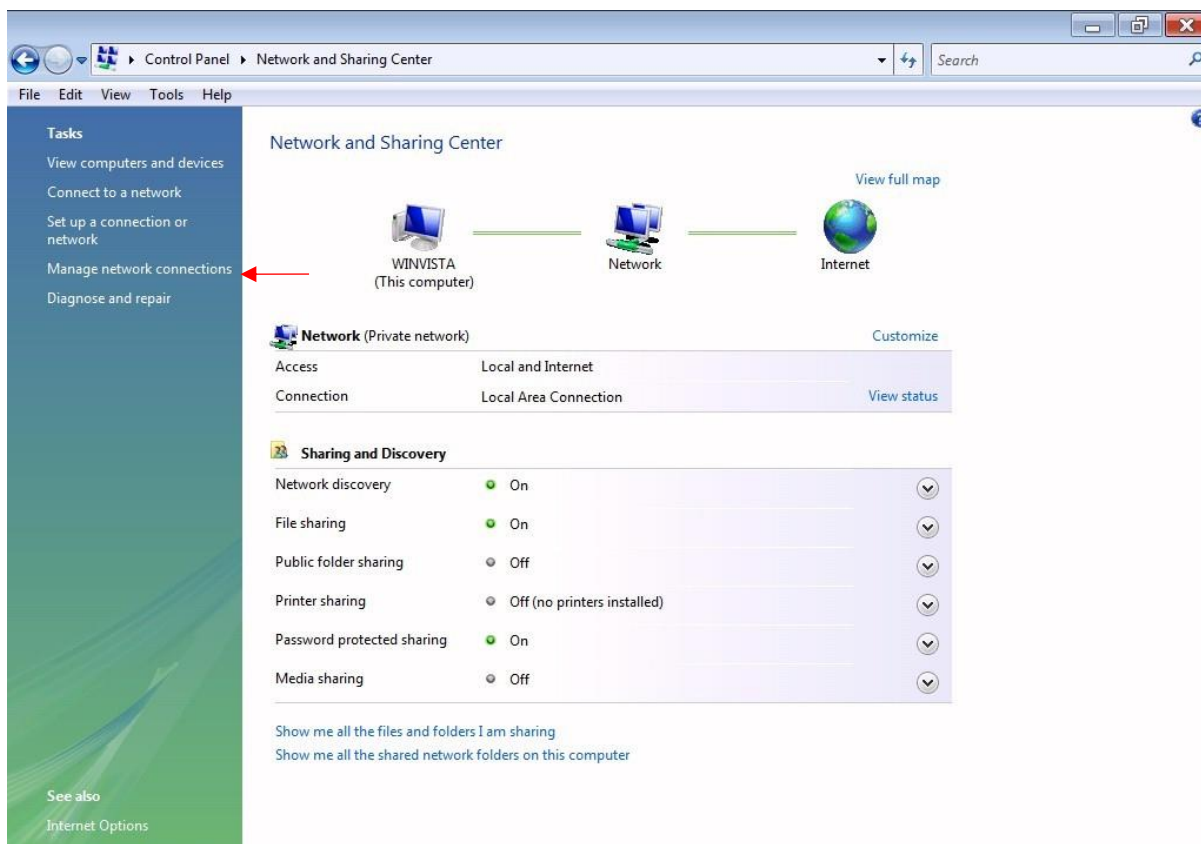 Control Panel Network and Sharing Center
Search
File Edit View Tools Help
Tasks
View computers and devices
Connect to a network
Set up a connection or
network
Manage network connections
Diagnose and repair
See also
Internet Options
Network and Sharing Center
View full map
WINVISTA
(This computer)
Network
Internet
Network (Private network)
Customize
Access Local and Internet
Connection Local Area Connection View status
Sharing and Discovery
Network discovery On
File sharing On
Public folder sharing Off
Printer sharing Off (no printers installed)
Password protected sharing On
Media sharing Off
Show me all the files and folders I am sharing
Show me all the shared network folders on this computer